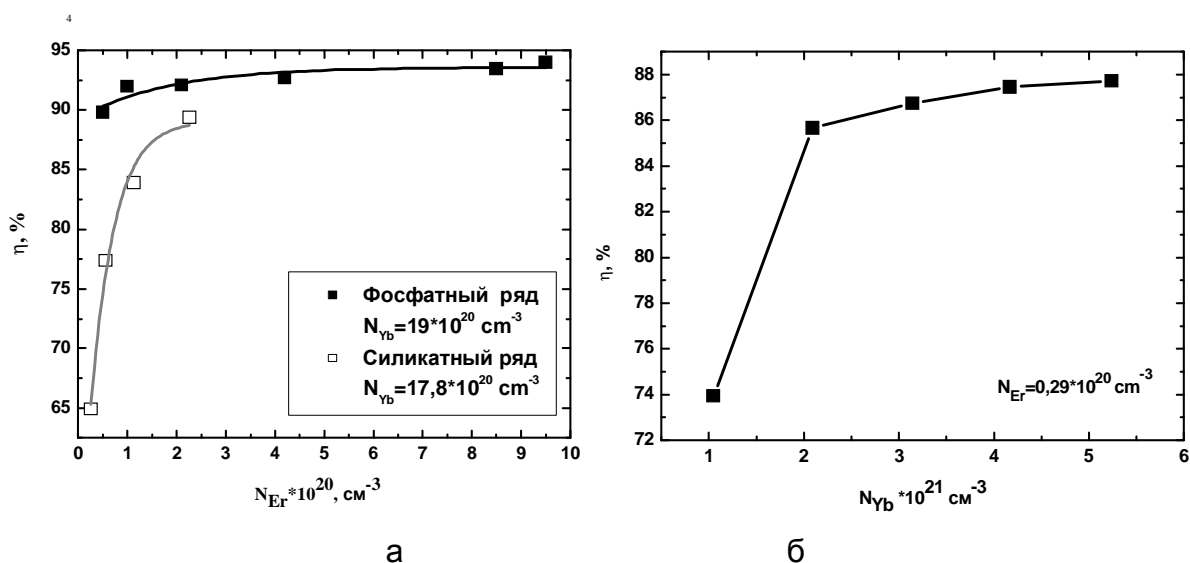 4
95
90
85
80
75
70
65
η, %
0 1 2 3 4 5 6 7 8 9 10
N_Er*10^20, см^-3
Фосфатный ряд
N_Yb=19*10^20 cm^-3
Силикатный ряд
N_Yb=17,8*10^20 cm^-3
а
88
86
84
82
80
78
76
74
72
η, %
1 2 3 4 5 6
N_Yb *10^21 см^-3
N_Er=0,29*10^20 cm^-3
б